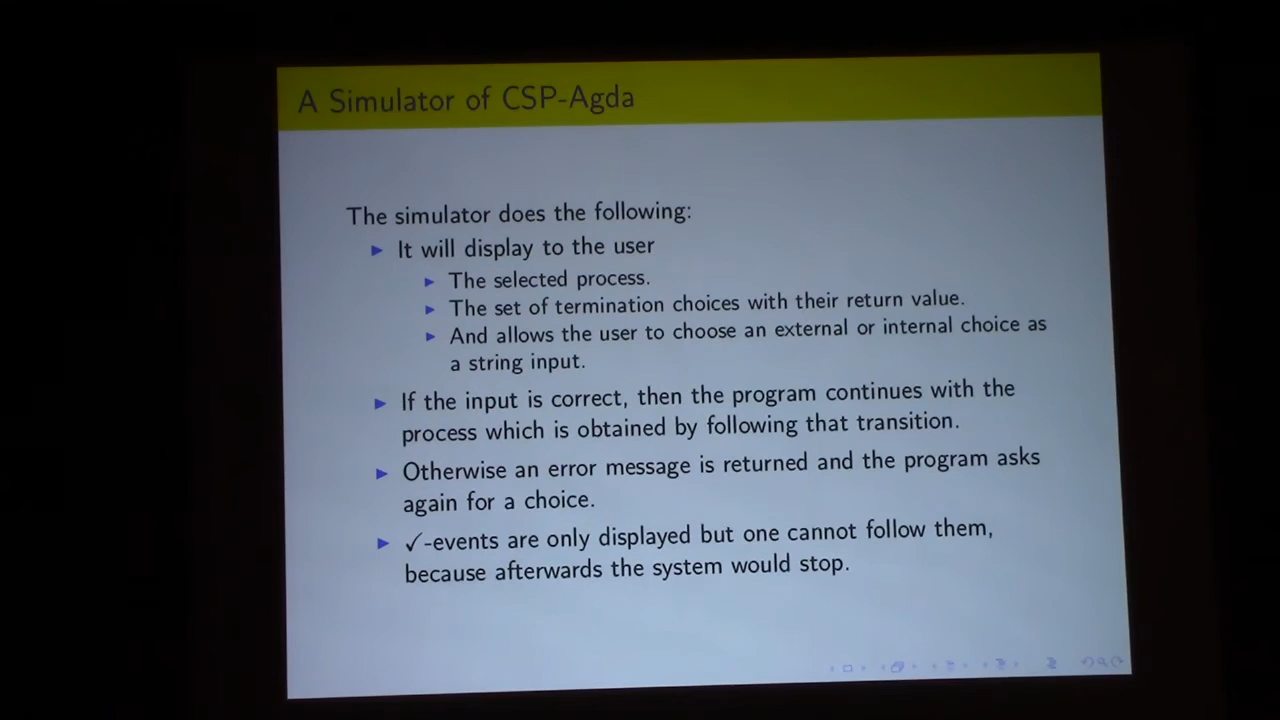 A Simulator of CSP-Agda
The simulator does the following:
▶ It will display to the user
▶ The selected process.
▶ The set of termination choices with their return value.
▶ And allows the user to choose an external or internal choice as
a string input.
▶ If the input is correct, then the program continues with the
process which is obtained by following that transition.
▶ Otherwise an error message is returned and the program asks
again for a choice.
▶ ✓-events are only displayed but one cannot follow them,
because afterwards the system would stop.